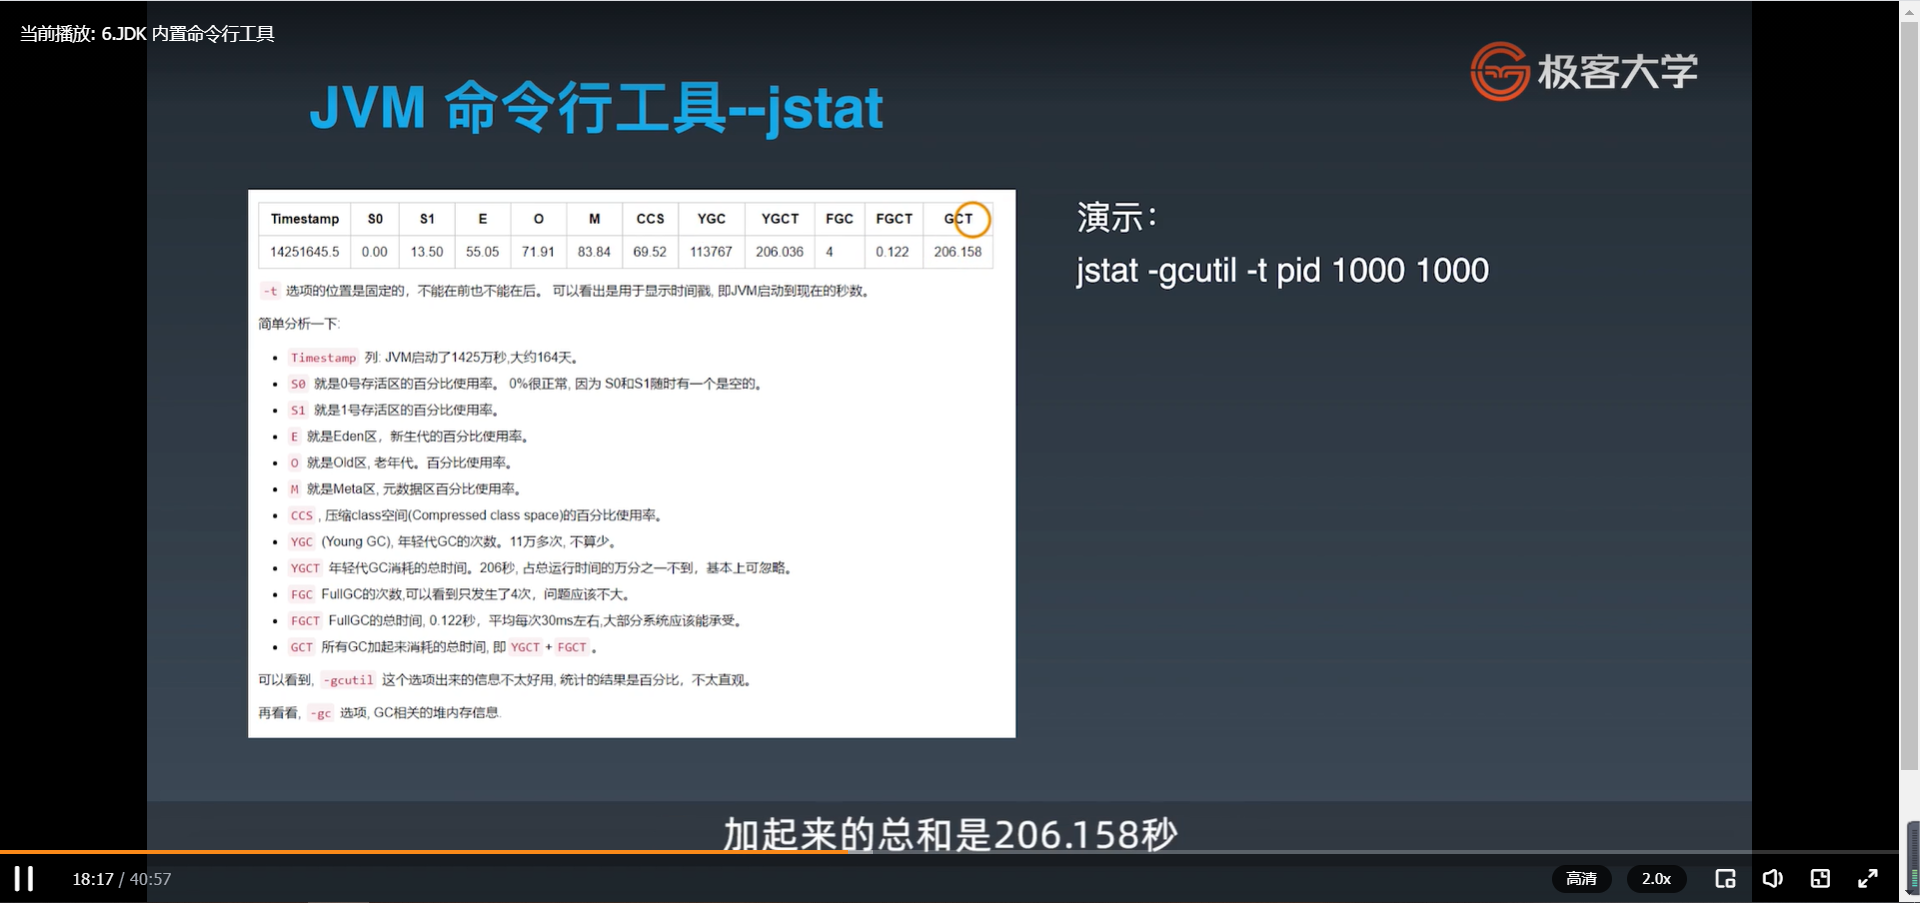 当前播放: 6.JDK 内置命令行工具
极客大学
JVM 命令行工具--jstat
Timestamp S0 S1 E O M CCS YGC YGCT FGC FGCT GCT
14251645.5 0.00 13.50 55.05 71.91 83.84 69.52 113767 206.036 4 0.122 206.158
-t 选项的位置是固定的，不能在前也不能在后。 可以看出是用于显示时间戳, 即JVM启动到现在的秒数。
简单分析一下:
• Timestamp 列: JVM启动了1425万秒,大约164天。
• S0 就是0号存活区的百分比使用率。 0%很正常, 因为 S0和S1随时有一个是空的。
• S1 就是1号存活区的百分比使用率。
• E 就是Eden区，新生代的百分比使用率。
• O 就是Old区, 老年代。百分比使用率。
• M 就是Meta区, 元数据区百分比使用率。
• CCS , 压缩class空间(Compressed class space)的百分比使用率。
• YGC (Young GC), 年轻代GC的次数。11万多次, 不算少。
• YGCT 年轻代GC消耗的总时间。206秒, 占总运行时间的万分之一不到，基本上可忽略。
• FGC FullGC的次数,可以看到只发生了4次，问题应该不大。
• FGCT FullGC的总时间, 0.122秒，平均每次30ms左右,大部分系统应该能承受。
• GCT 所有GC加起来消耗的总时间, 即 YGCT + FGCT 。
可以看到, -gcutil 这个选项出来的信息不太好用, 统计的结果是百分比，不太直观。
再看看, -gc 选项, GC相关的堆内存信息.
演示：
jstat -gcutil -t pid 1000 1000
加起来的总和是206.158秒
18:17 / 40:57
高清
2.0x